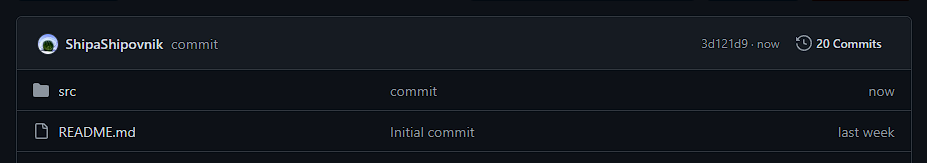 ShipaShipovnik commit 3d121d9 · now 20 Commits
src commit now
README.md Initial commit last week